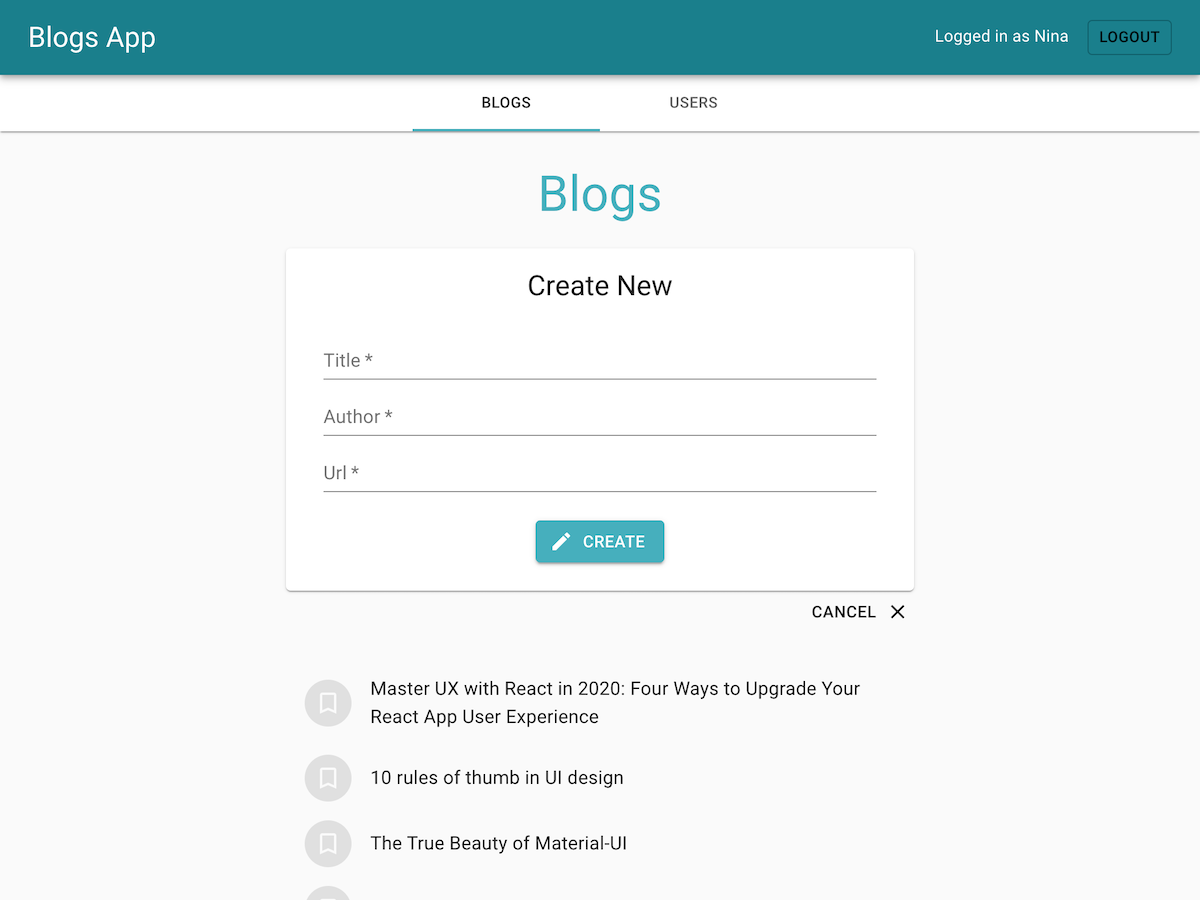 Blogs App
Logged in as Nina
LOGOUT
BLOGS
USERS
Blogs
Create New
Title *
Author *
Url *
CREATE
CANCEL
Master UX with React in 2020: Four Ways to Upgrade Your
React App User Experience
10 rules of thumb in UI design
The True Beauty of Material-UI